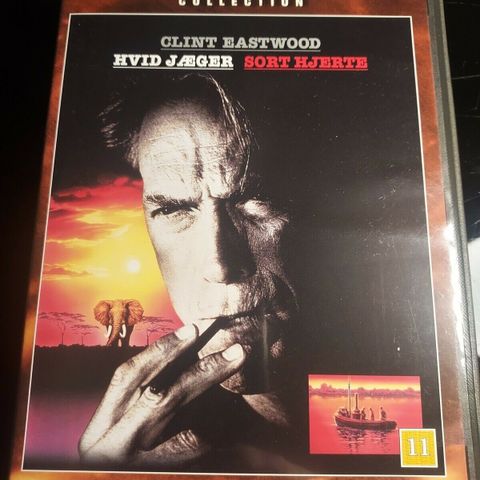 COLLECTION
CLINT EASTWOOD
HVID JÆGER SORT HJERTE
11